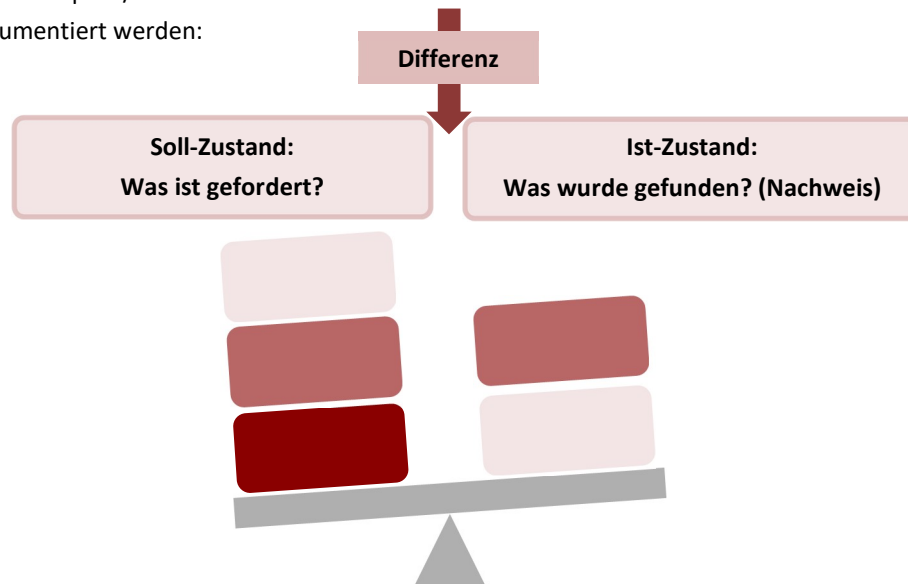 umentiert werden:
Differenz
Soll-Zustand:
Was ist gefordert?
Ist-Zustand:
Was wurde gefunden? (Nachweis)